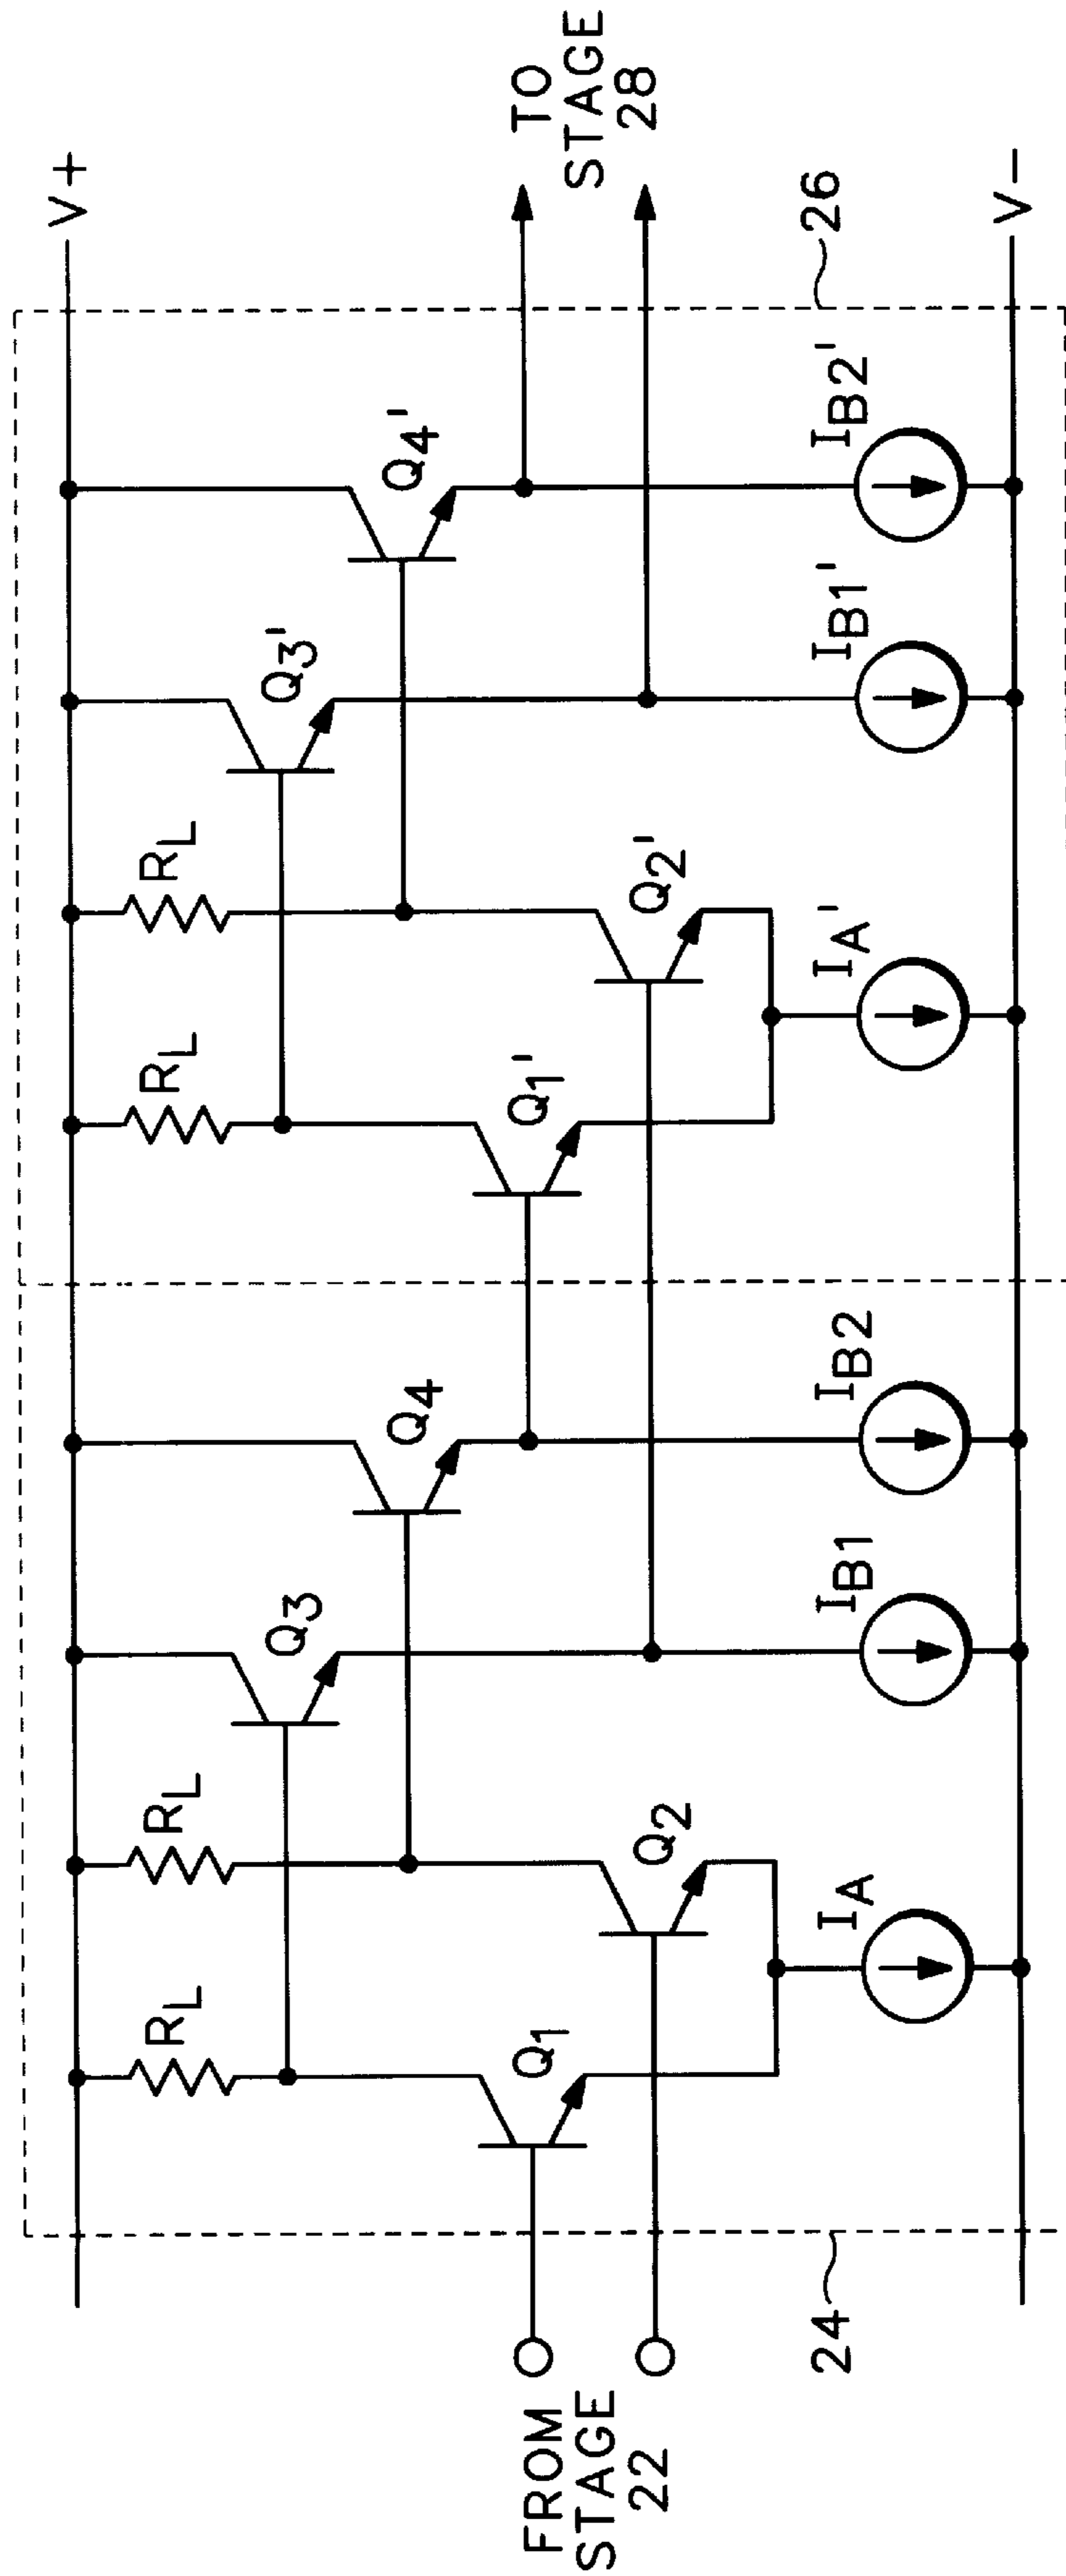 V+
RL
RL
RL
RL
Q3
Q3'
Q4
Q4'
TO
STAGE
28
FROM
STAGE
22
Q1
Q2
Q1'
Q2'
IA
IB1
IB2
IA'
IB1'
IB2'
V-
24
26